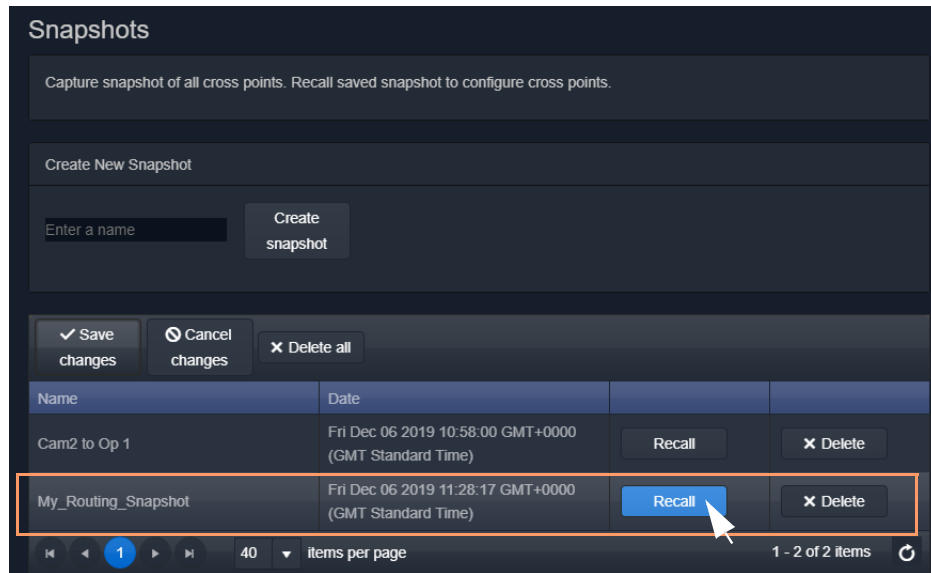 Snapshots
Capture snapshot of all cross points. Recall saved snapshot to configure cross points.
Create New Snapshot
Enter a name
Create
snapshot
Save
changes
Cancel
changes
Delete all
Name Date
Cam2 to Op 1
Fri Dec 06 2019 10:58:00 GMT+0000
(GMT Standard Time)
Recall
Delete
My_Routing_Snapshot
Fri Dec 06 2019 11:28:17 GMT+0000
(GMT Standard Time)
Recall
Delete
1 40 items per page 1 - 2 of 2 items